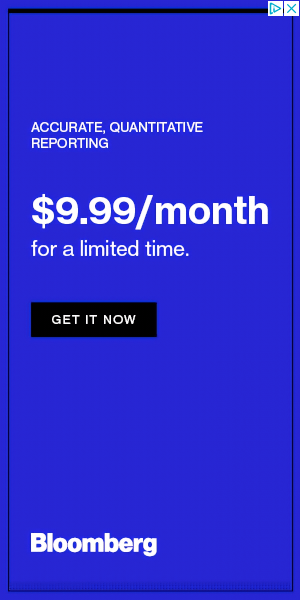 ACCURATE, QUANTITATIVE
REPORTING
$9.99/month
for a limited time.
GET IT NOW
Bloomberg